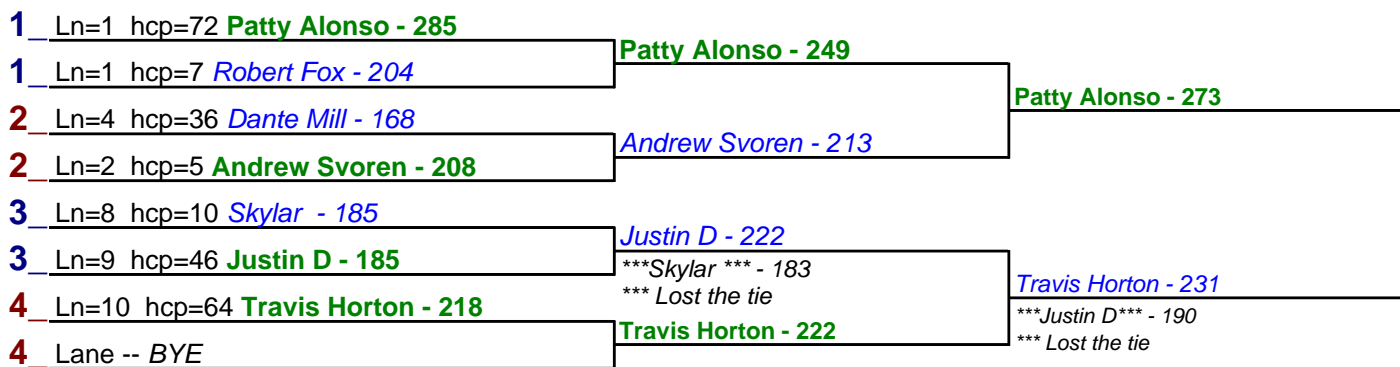 1_ Ln=1 hcp=72 Patty Alonso - 285
1_ Ln=1 hcp=7 Robert Fox - 204
2_ Ln=4 hcp=36 Dante Mill - 168
2_ Ln=2 hcp=5 Andrew Svoren - 208
3_ Ln=8 hcp=10 Skylar - 185
3_ Ln=9 hcp=46 Justin D - 185
4_ Ln=10 hcp=64 Travis Horton - 218
4_ Lane -- BYE
Patty Alonso - 249
Andrew Svoren - 213
Justin D - 222
***Skylar *** - 183
*** Lost the tie
Travis Horton - 222
Patty Alonso - 273
Travis Horton - 231
***Justin D*** - 190
*** Lost the tie